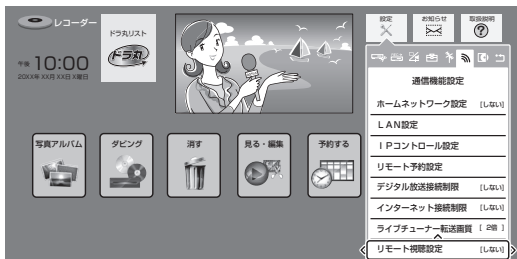 レコーダー
午後 10:00
20XX年 XX月 XX日 X曜日
ドラ丸リスト
ドラ丸
設定
お知らせ
取扱説明
写真アルバム
ダビング
消す
見る・編集
予約する
通信機能設定
ホームネットワーク設定 [しない]
LAN設定
IPコントロール設定
リモート予約設定
デジタル放送接続制限 [しない]
インターネット接続制限 [しない]
ライブチューナー転送画質 [ 2倍 ]
リモート視聴設定 [しない]